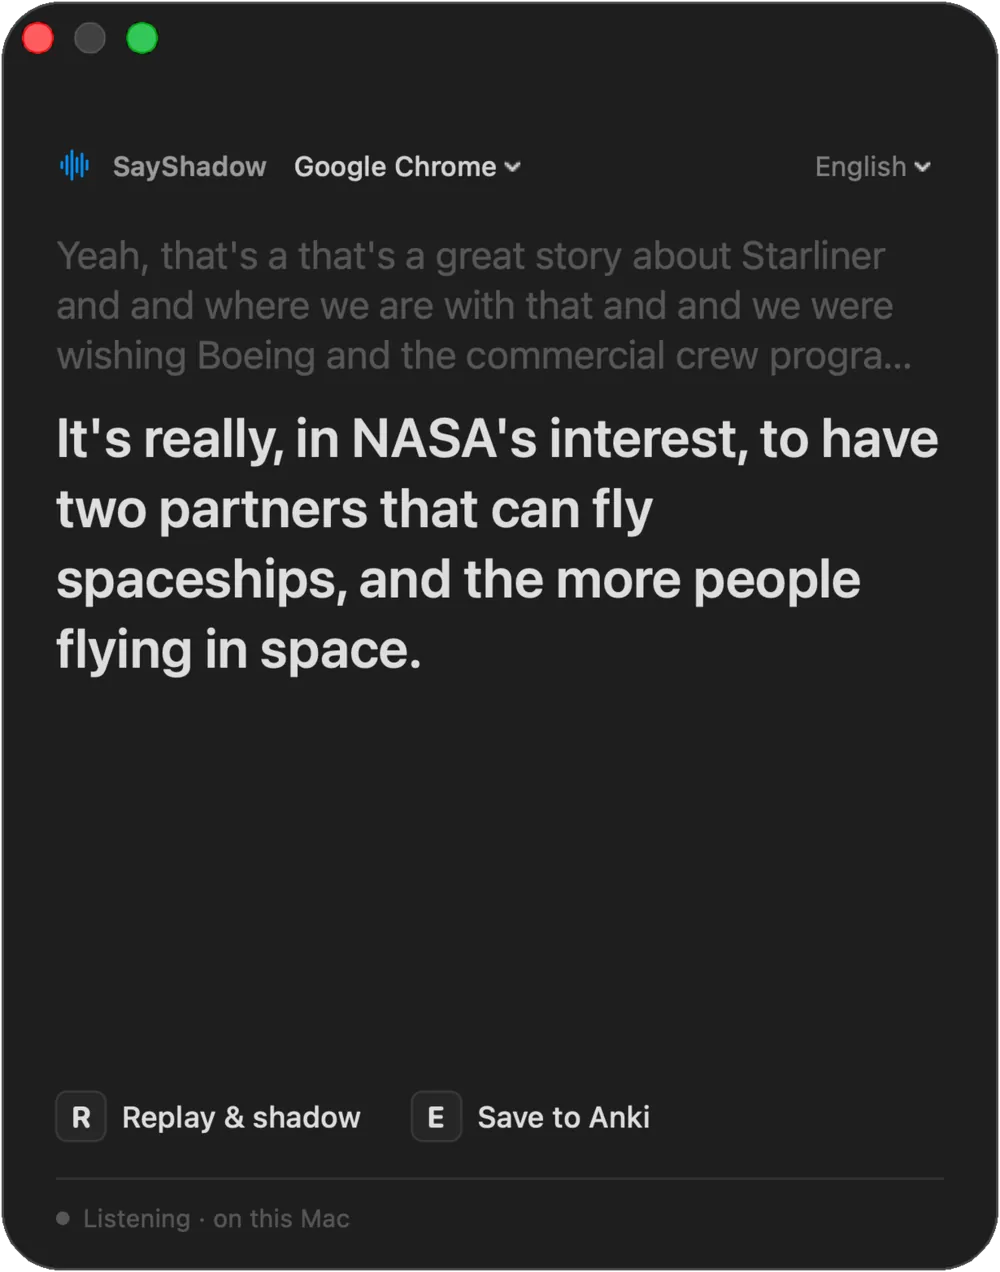 SayShadow Google Chrome English
Yeah, that's a that's a great story about Starliner
and and where we are with that and and we were
wishing Boeing and the commercial crew progra...
It's really, in NASA's interest, to have
two partners that can fly
spaceships, and the more people
flying in space.
R Replay & shadow E Save to Anki
Listening · on this Mac